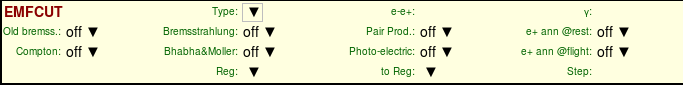 EMFCUT Type: ▼ e-e+: γ:
Old bremss.: off ▼ Bremsstrahlung: off ▼ Pair Prod.: off ▼ e+ ann @rest: off ▼
Compton: off ▼ Bhabha&Moller: off ▼ Photo-electric: off ▼ e+ ann @flight: off ▼
Reg: ▼ to Reg: ▼ Step: